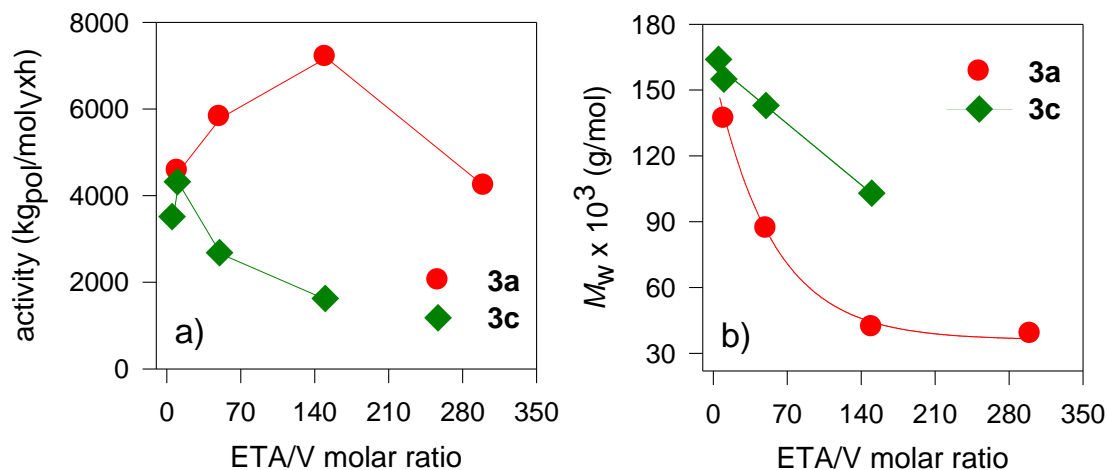 activity (kgpol/molVxh)
8000
6000
4000
2000
0
0 70 140 210 280 350
ETA/V molar ratio
3a
3c
a)
Mw x 10³ (g/mol)
180
150
120
90
60
30
0 70 140 210 280 350
ETA/V molar ratio
3a
3c
b)